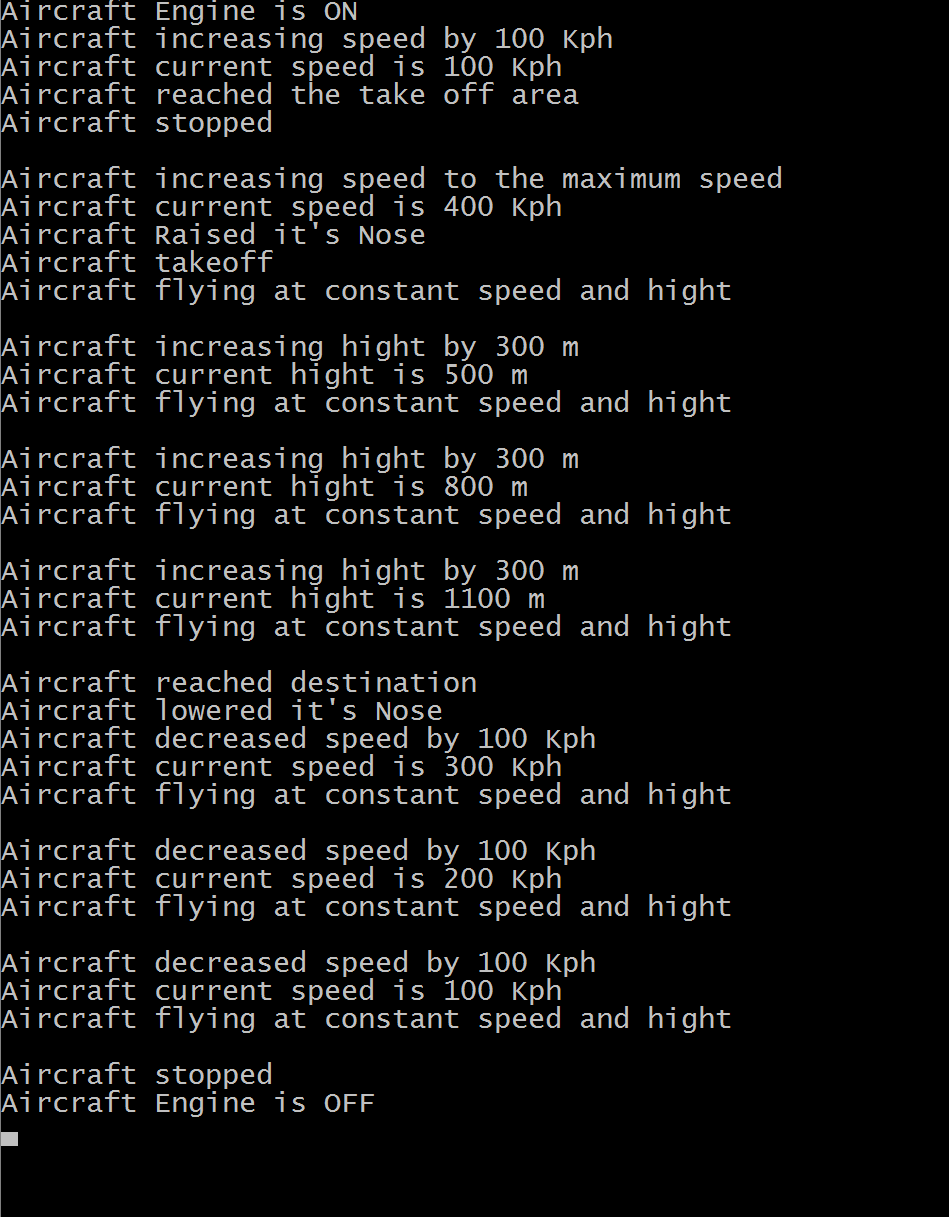 Aircraft Engine is ON
Aircraft increasing speed by 100 Kph
Aircraft current speed is 100 Kph
Aircraft reached the take off area
Aircraft stopped
Aircraft increasing speed to the maximum speed
Aircraft current speed is 400 Kph
Aircraft Raised it's Nose
Aircraft takeoff
Aircraft flying at constant speed and hight
Aircraft increasing hight by 300 m
Aircraft current hight is 500 m
Aircraft flying at constant speed and hight
Aircraft increasing hight by 300 m
Aircraft current hight is 800 m
Aircraft flying at constant speed and hight
Aircraft increasing hight by 300 m
Aircraft current hight is 1100 m
Aircraft flying at constant speed and hight
Aircraft reached destination
Aircraft lowered it's Nose
Aircraft decreased speed by 100 Kph
Aircraft current speed is 300 Kph
Aircraft flying at constant speed and hight
Aircraft decreased speed by 100 Kph
Aircraft current speed is 200 Kph
Aircraft flying at constant speed and hight
Aircraft decreased speed by 100 Kph
Aircraft current speed is 100 Kph
Aircraft flying at constant speed and hight
Aircraft stopped
Aircraft Engine is OFF